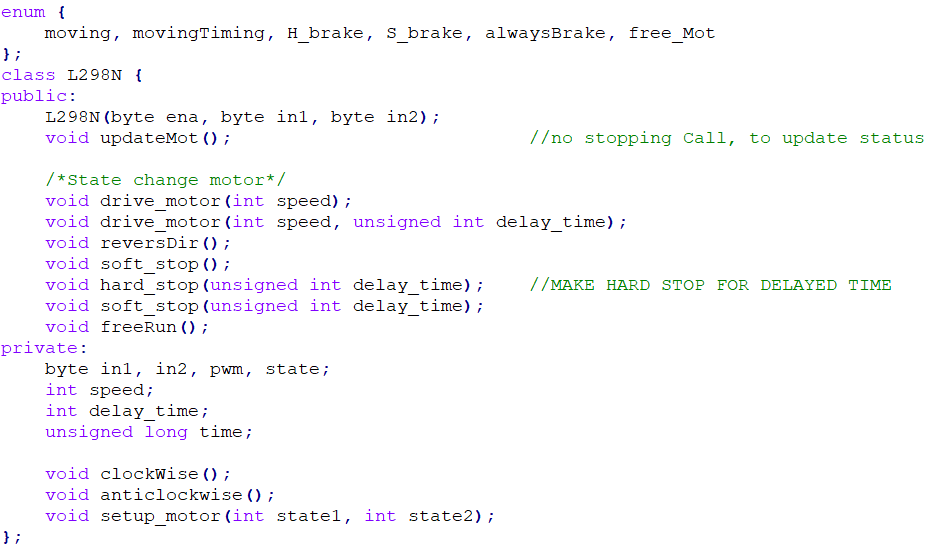 enum {
    moving, movingTiming, H_brake, S_brake, alwaysBrake, free_Mot
};
class L298N {
public:
    L298N(byte ena, byte in1, byte in2);
    void updateMot();                           //no stopping Call, to update status

    /*State change motor*/
    void drive_motor(int speed);
    void drive_motor(int speed, unsigned int delay_time);
    void reversDir();
    void soft_stop();
    void hard_stop(unsigned int delay_time);    //MAKE HARD STOP FOR DELAYED TIME
    void soft_stop(unsigned int delay_time);
    void freeRun();
private:
    byte in1, in2, pwm, state;
    int speed;
    int delay_time;
    unsigned long time;

    void clockWise();
    void anticlockwise();
    void setup_motor(int state1, int state2);
};